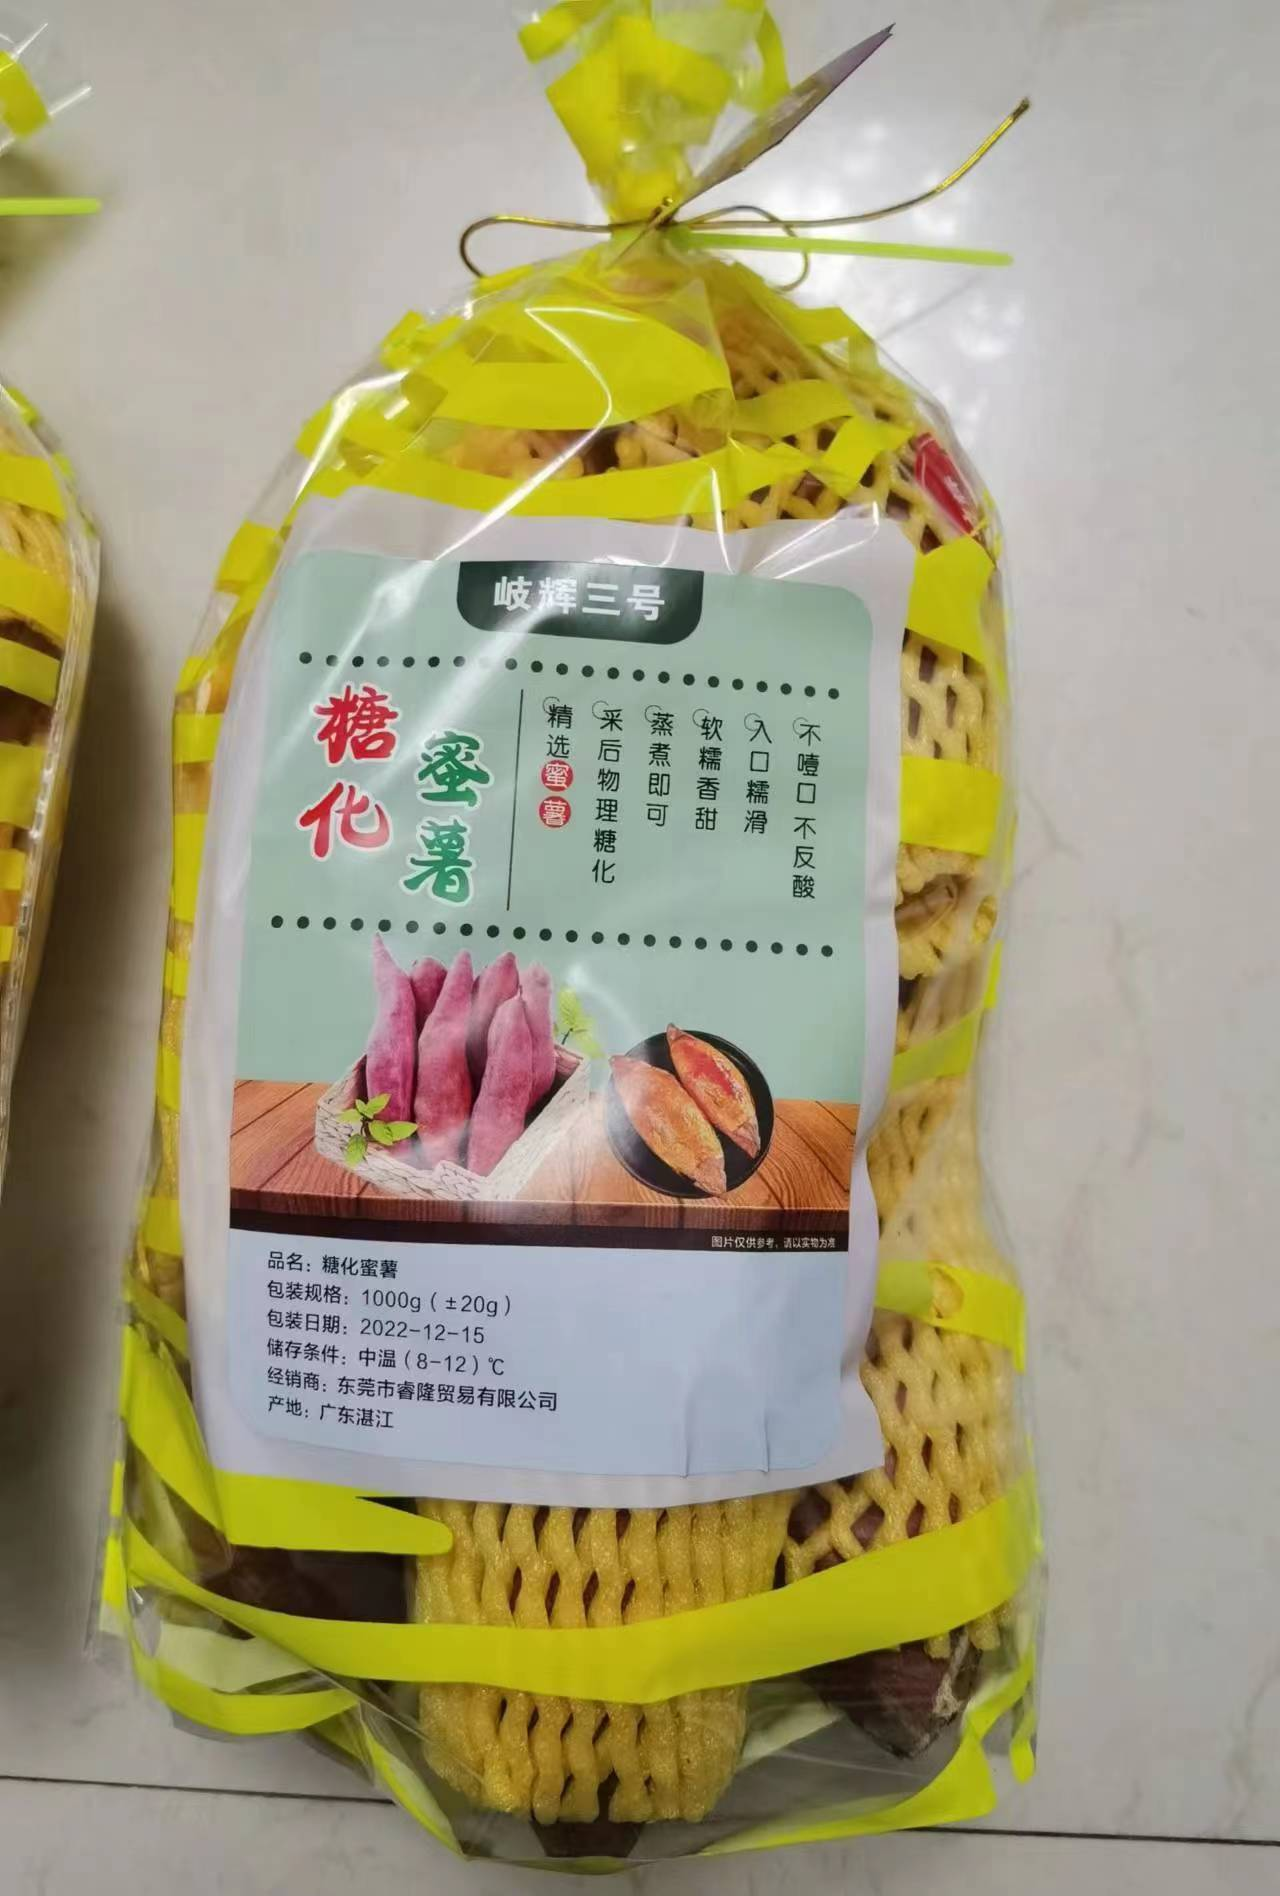 岐辉三号
糖化
蜜薯
精选蜜薯
采后物理糖化
蒸煮即可
软糯香甜
入口糯滑
不噎口 不反酸
图片仅供参考，请以实物为准
品名：糖化蜜薯
包装规格：1000g（±20g）
包装日期：2022-12-15
储存条件：中温（8-12）℃
经销商：东莞市睿隆贸易有限公司
产地：广东湛江